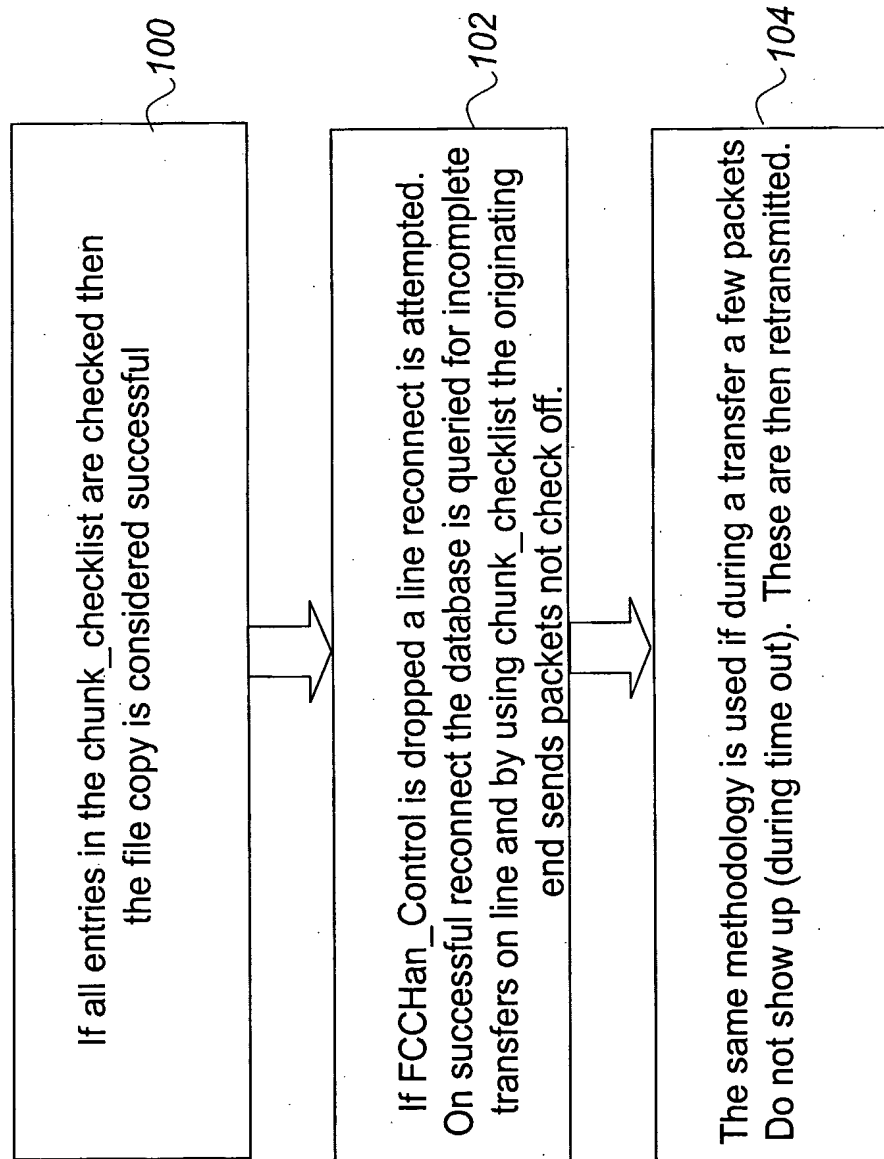 If all entries in the chunk_checklist are checked then
the file copy is considered successful
100
If FCCHan_Control is dropped a line reconnect is attempted.
On successful reconnect the database is queried for incomplete
transfers on line and by using chunk_checklist the originating
end sends packets not check off.
102
The same methodology is used if during a transfer a few packets
Do not show up (during time out). These are then retransmitted.
104